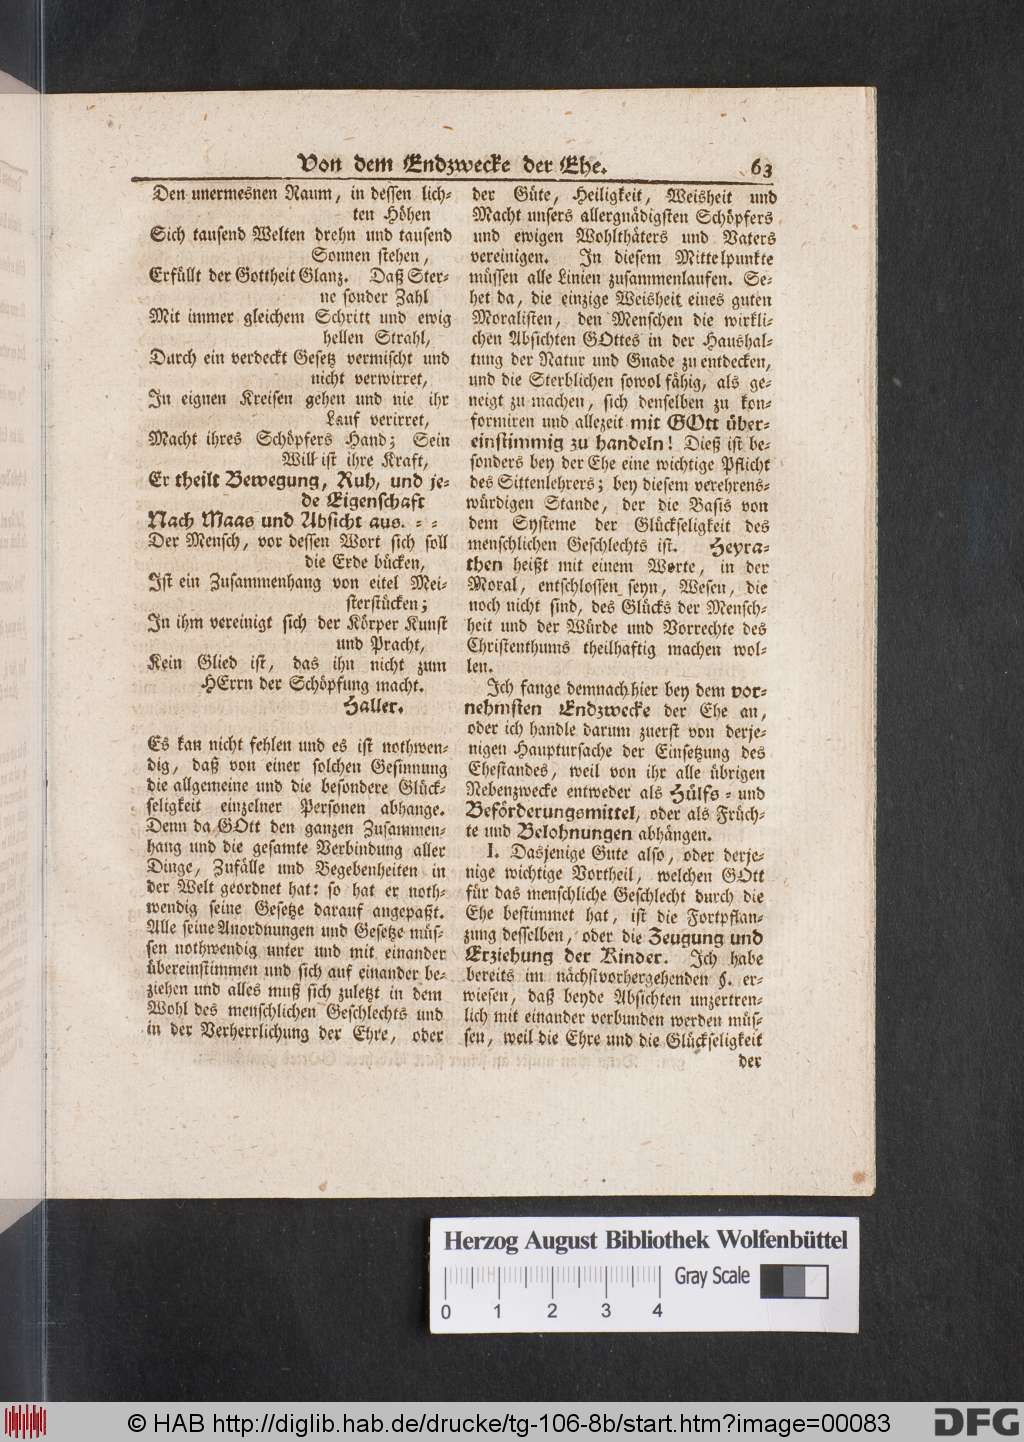 Von dem Endzwecke der Ehe. 63
Den unermesnen Raum, in dessen lich-
ten Höhen
Sich tausend Welten drehn und tausend
Sonnen stehen,
Erfüllt der Gottheit Glanz. Daß Ster-
ne sonder Zahl
Mit immer gleichem Schritt und ewig
hellen Strahl,
Durch ein verdeckt Gesetz vermischt und
nicht verwirret,
In eignen Kreisen gehen und nie ihr
Lauf verirret,
Macht ihres Schöpfers Hand; Sein
Will ist ihre Kraft,
Er theilt Bewegung, Ruh, und je-
de Eigenschaft
Nach Maas und Absicht aus. - -
Der Mensch, vor dessen Wort sich soll
die Erde bücken,
Ist ein Zusammenhang von eitel Mei-
sterstücken;
In ihm vereinigt sich der Körper Kunst
und Pracht,
Kein Glied ist, das ihn nicht zum
HErrn der Schöpfung macht.
Haller.
Es kan nicht fehlen und es ist nothwen-
dig, daß von einer solchen Gesinnung
die allgemeine und die besondere Glück-
seligkeit einzelner Personen abhange.
Denn da GOtt den ganzen Zusammen-
hang und die gesamte Verbindung aller
Dinge, Zufälle und Begebenheiten in
der Welt geordnet hat: so hat er noth-
wendig seine Gesetze darauf angepaßt.
Alle seine Anordnungen und Gesetze müs-
sen nothwendig unter und mit einander
übereinstimmen und sich auf einander be-
ziehen und alles muß sich zuletzt in dem
Wohl des menschlichen Geschlechts und
in der Verherrlichung der Ehre, oder
der Güte, Heiligkeit, Weisheit und
Macht unsers allergnädigsten Schöpfers
und ewigen Wohlthäters und Vaters
vereinigen. In diesem Mittelpunkte
müssen alle Linien zusammenlaufen. Se-
het da, die einzige Weisheit eines guten
Moralisten, den Menschen die wirkli-
chen Absichten GOttes in der Haushal-
tung der Natur und Gnade zu entdecken,
und die Sterblichen sowol fähig, als ge-
neigt zu machen, sich denselben zu kon-
formiren und allezeit mit GOtt über-
einstimmig zu handeln! Dieß ist be-
sonders bey der Ehe eine wichtige Pflicht
des Sittenlehrers; bey diesem verehrens-
würdigen Stande, der die Basis von
dem Systeme der Glückseligkeit des
menschlichen Geschlechts ist. Heyra-
then heißt mit einem Worte, in der
Moral, entschlossen seyn, Wesen, die
noch nicht sind, des Glücks der Mensch-
heit und der Würde und Vorrechte des
Christenthums theilhaftig machen wol-
len.
Ich fange demnach hier bey dem vor-
nehmsten Endzwecke der Ehe an,
oder ich handle darum zuerst von derje-
nigen Hauptursache der Einsetzung des
Ehestandes, weil von ihr alle übrigen
Nebenzwecke entweder als Hülfs- und
Beförderungsmittel, oder als Früch-
te und Belohnungen abhängen.
I. Dasjenige Gute also, oder derje-
nige wichtige Vortheil, welchen GOtt
für das menschliche Geschlecht durch die
Ehe bestimmet hat, ist die Fortpflan-
zung desselben, oder die Zeugung und
Erziehung der Kinder. Ich habe
bereits im nächstvorhergehenden §. er-
wiesen, daß beyde Absichten unzertren-
lich mit einander verbunden werden müs-
sen, weil die Ehre und die Glückseligkeit
der
Herzog August Bibliothek Wolfenbüttel
Gray Scale
0 1 2 3 4
© HAB http://diglib.hab.de/drucke/tg-106-8b/start.htm?image=00083
DFG